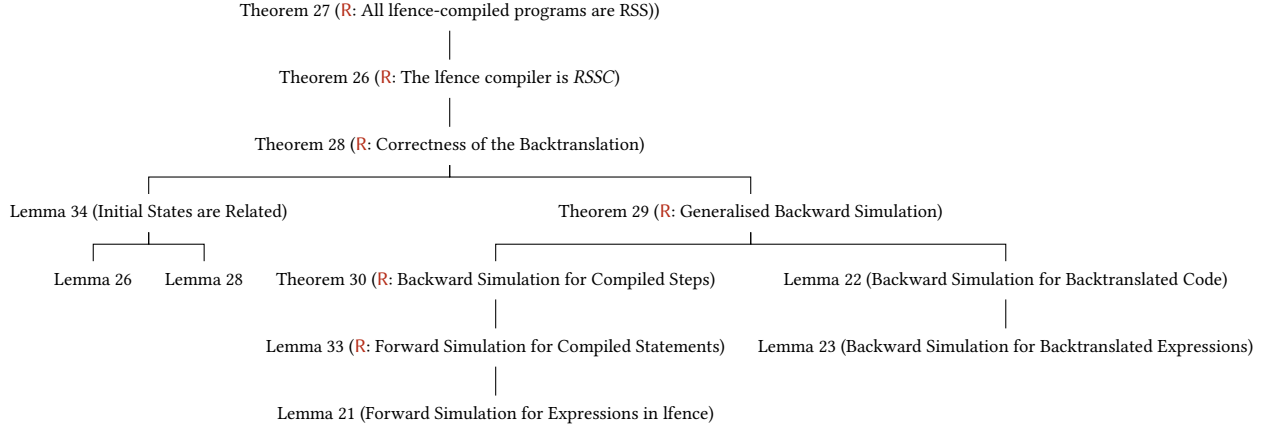 Theorem 27 (R: All lfence-compiled programs are RSS))
Theorem 26 (R: The lfence compiler is RSSC)
Theorem 28 (R: Correctness of the Backtranslation)
Lemma 34 (Initial States are Related)
Theorem 29 (R: Generalised Backward Simulation)
Lemma 26
Lemma 28
Theorem 30 (R: Backward Simulation for Compiled Steps)
Lemma 22 (Backward Simulation for Backtranslated Code)
Lemma 33 (R: Forward Simulation for Compiled Statements)
Lemma 23 (Backward Simulation for Backtranslated Expressions)
Lemma 21 (Forward Simulation for Expressions in lfence)